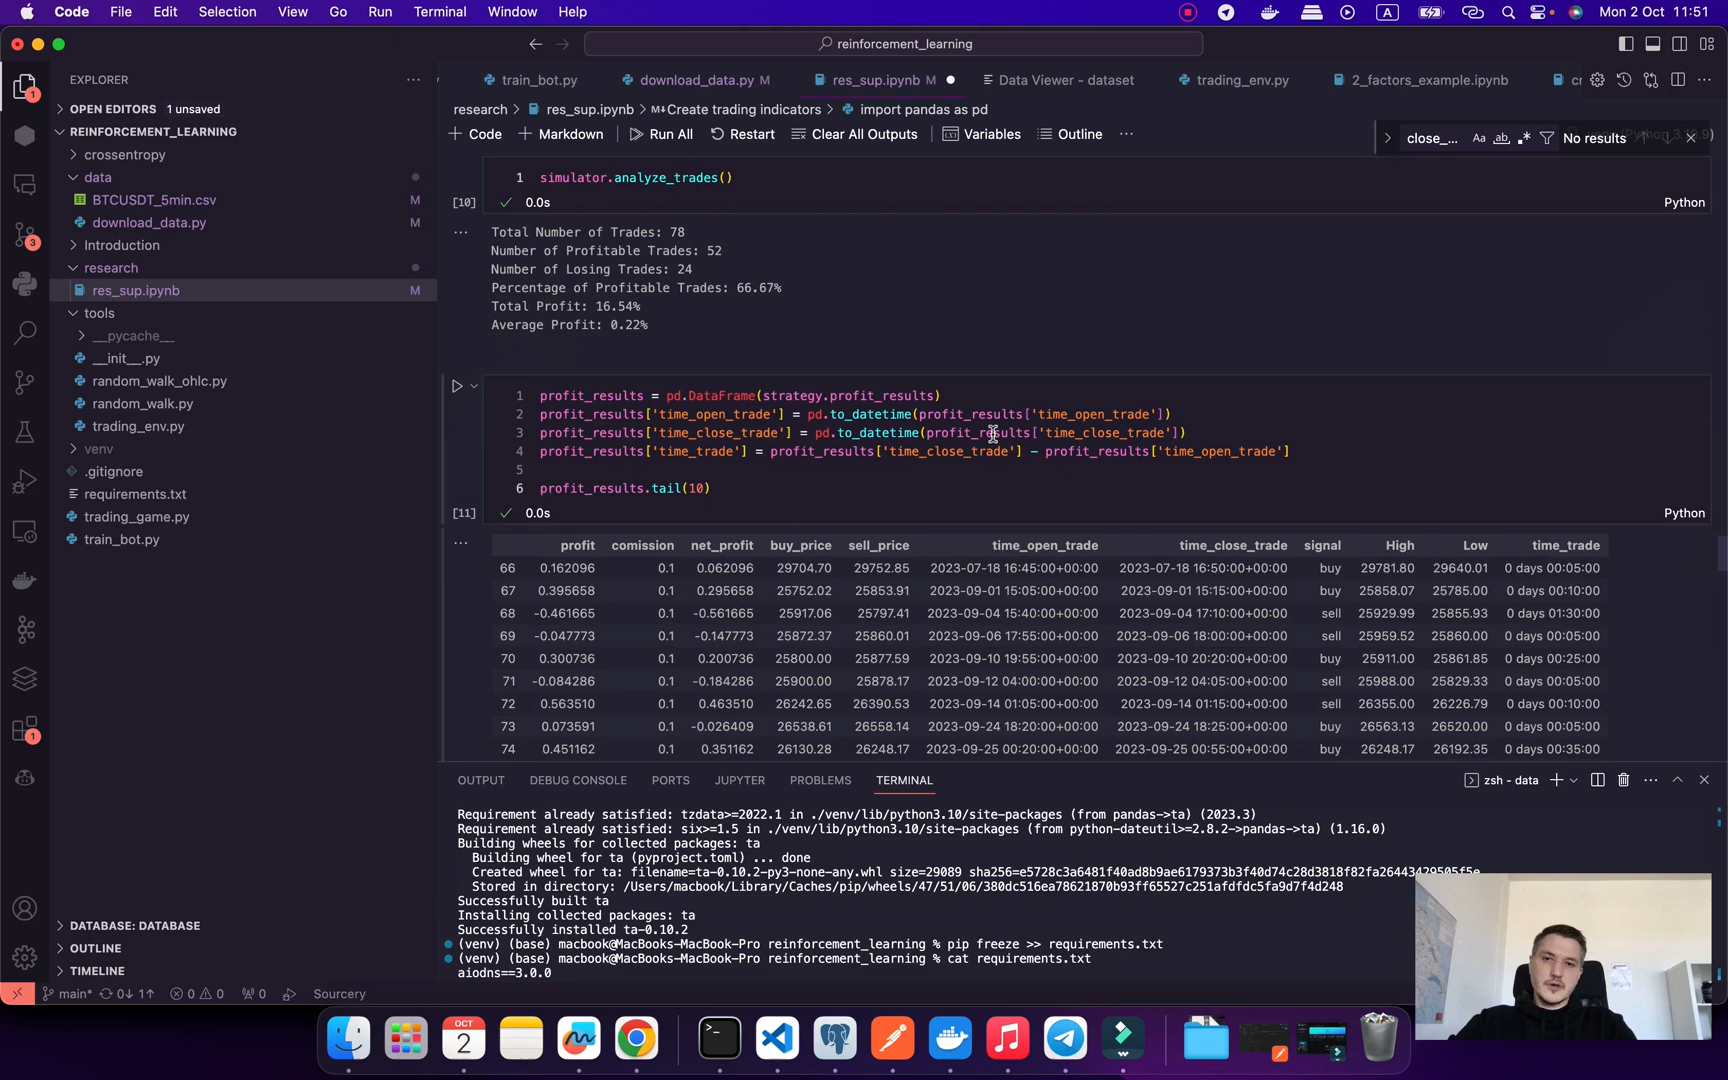 Code File Edit Selection View Go Run Terminal Window Help
A
Mon 2 Oct 11:51
reinforcement_learning
EXPLORER
OPEN EDITORS 1 unsaved
REINFORCEMENT_LEARNING
crossentropy
data
BTCUSDT_5min.csv M
download_data.py M
Introduction
research
res_sup.ipynb M
tools
__pycache__
__init__.py
random_walk_ohlc.py
random_walk.py
trading_env.py
venv
.gitignore
requirements.txt
trading_game.py
train_bot.py
DATABASE: DATABASE
OUTLINE
TIMELINE
1
3
1
train_bot.py download_data.py M res_sup.ipynb M Data Viewer - dataset trading_env.py 2_factors_example.ipynb
research > res_sup.ipynb > M↓Create trading indicators > import pandas as pd
Code Markdown Run All Restart Clear All Outputs Variables Outline
close_... Aa ab .* No results
1 simulator.analyze_trades()
[10] 0.0s Python
Total Number of Trades: 78
Number of Profitable Trades: 52
Number of Losing Trades: 24
Percentage of Profitable Trades: 66.67%
Total Profit: 16.54%
Average Profit: 0.22%
1 profit_results = pd.DataFrame(strategy.profit_results)
2 profit_results['time_open_trade'] = pd.to_datetime(profit_results['time_open_trade'])
3 profit_results['time_close_trade'] = pd.to_datetime(profit_results['time_close_trade'])
4 profit_results['time_trade'] = profit_results['time_close_trade'] - profit_results['time_open_trade']
5
6 profit_results.tail(10)
[11] 0.0s Python
profit comission net_profit buy_price sell_price time_open_trade time_close_trade signal High Low time_trade
66 0.162096 0.1 0.062096 29704.70 29752.85 2023-07-18 16:45:00+00:00 2023-07-18 16:50:00+00:00 buy 29781.80 29640.01 0 days 00:05:00
67 0.395658 0.1 0.295658 25752.02 25853.91 2023-09-01 15:05:00+00:00 2023-09-01 15:15:00+00:00 buy 25858.07 25785.00 0 days 00:10:00
68 -0.461665 0.1 -0.561665 25917.06 25797.41 2023-09-04 15:40:00+00:00 2023-09-04 17:10:00+00:00 sell 25929.99 25855.93 0 days 01:30:00
69 -0.047773 0.1 -0.147773 25872.37 25860.01 2023-09-06 17:55:00+00:00 2023-09-06 18:00:00+00:00 sell 25959.52 25860.00 0 days 00:05:00
70 0.300736 0.1 0.200736 25800.00 25877.59 2023-09-10 19:55:00+00:00 2023-09-10 20:20:00+00:00 buy 25911.00 25861.85 0 days 00:25:00
71 -0.084286 0.1 -0.184286 25900.00 25878.17 2023-09-12 04:00:00+00:00 2023-09-12 04:05:00+00:00 sell 25988.00 25829.33 0 days 00:05:00
72 0.563510 0.1 0.463510 26242.65 26390.53 2023-09-14 01:05:00+00:00 2023-09-14 01:15:00+00:00 sell 26355.00 26226.79 0 days 00:10:00
73 0.073591 0.1 -0.026409 26538.61 26558.14 2023-09-24 18:20:00+00:00 2023-09-24 18:25:00+00:00 buy 26563.13 26520.00 0 days 00:05:00
74 0.451162 0.1 0.351162 26130.28 26248.17 2023-09-25 00:20:00+00:00 2023-09-25 00:55:00+00:00 buy 26248.17 26192.35 0 days 00:35:00
OUTPUT DEBUG CONSOLE PORTS JUPYTER PROBLEMS TERMINAL zsh - data
Requirement already satisfied: tzdata>=2022.1 in ./venv/lib/python3.10/site-packages (from pandas->ta) (2023.3)
Requirement already satisfied: six>=1.5 in ./venv/lib/python3.10/site-packages (from python-dateutil>=2.8.2->pandas->ta) (1.16.0)
Building wheels for collected packages: ta
Building wheel for ta (pyproject.toml) ... done
Created wheel for ta: filename=ta-0.10.2-py3-none-any.whl size=29089 sha256=e5728c3a6481f40ad8b9ae6179373b3f40d74c28d3818f82fa26443429505f5e
Stored in directory: /Users/macbook/Library/Caches/pip/wheels/47/51/06/380dc516ea78621870b93ff65527c251afdfdc5fa9d7f4d248
Successfully built ta
Installing collected packages: ta
Successfully installed ta-0.10.2
(venv) (base) macbook@MacBooks-MacBook-Pro reinforcement_learning % pip freeze >> requirements.txt
(venv) (base) macbook@MacBooks-MacBook-Pro reinforcement_learning % cat requirements.txt
aiodns==3.0.0
main* 0↓ 1↑ 0 0 0 Sourcery
OCT
2